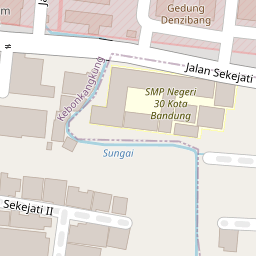 Gedung
Denzibang
Jalan Sekejati
SMP Negeri
30 Kota
Bandung
Kebonkangkung
Sungai
Sekejati II